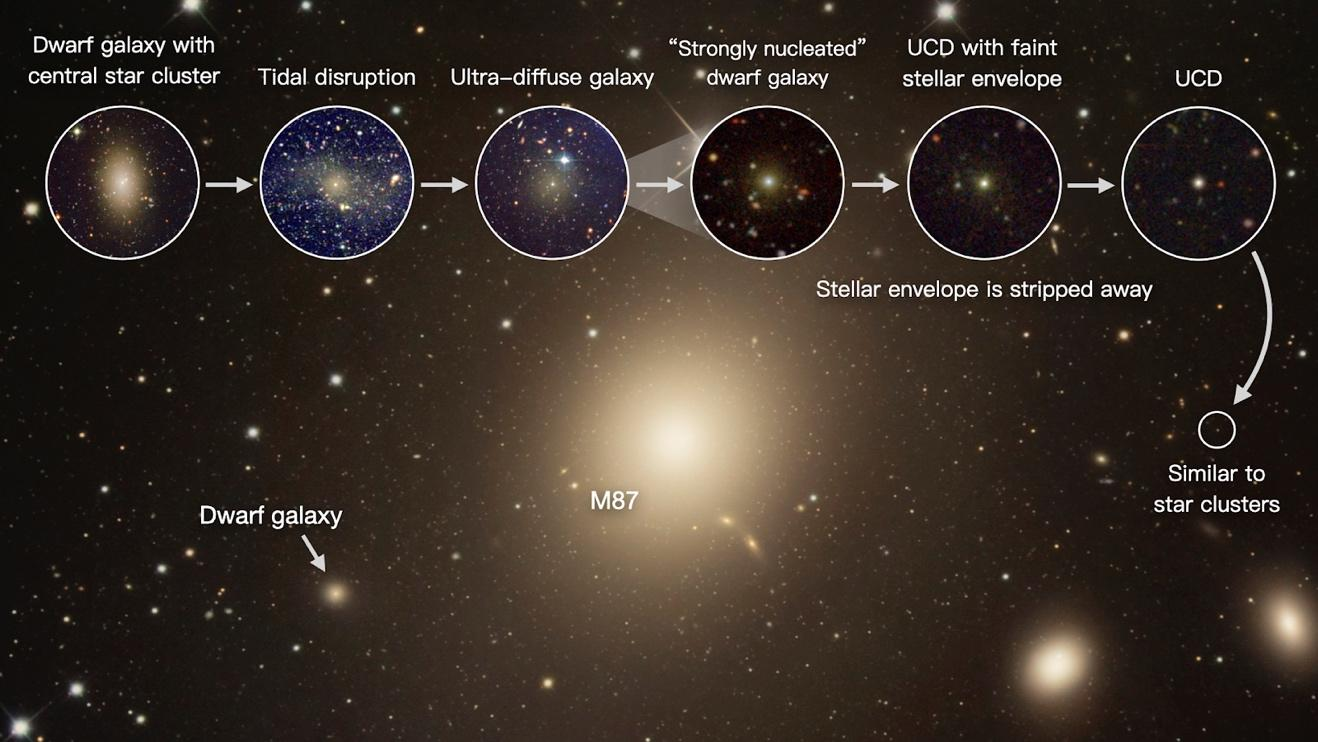 Dwarf galaxy with
central star cluster
Tidal disruption
Ultra-diffuse galaxy
“Strongly nucleated”
dwarf galaxy
UCD with faint
stellar envelope
UCD
Stellar envelope is stripped away
Similar to
star clusters
M87
Dwarf galaxy